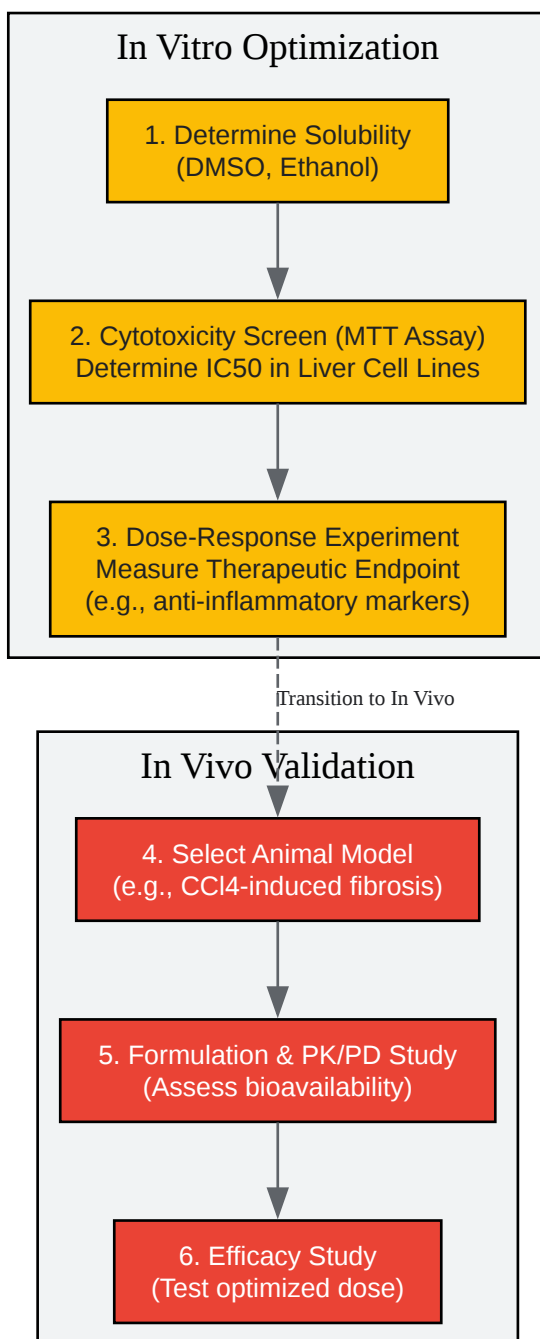 In Vitro Optimization
1. Determine Solubility
(DMSO, Ethanol)
2. Cytotoxicity Screen (MTT Assay)
Determine IC50 in Liver Cell Lines
3. Dose-Response Experiment
Measure Therapeutic Endpoint
(e.g., anti-inflammatory markers)
Transition to In Vivo
In Vivo Validation
4. Select Animal Model
(e.g., CCl4-induced fibrosis)
5. Formulation & PK/PD Study
(Assess bioavailability)
6. Efficacy Study
(Test optimized dose)